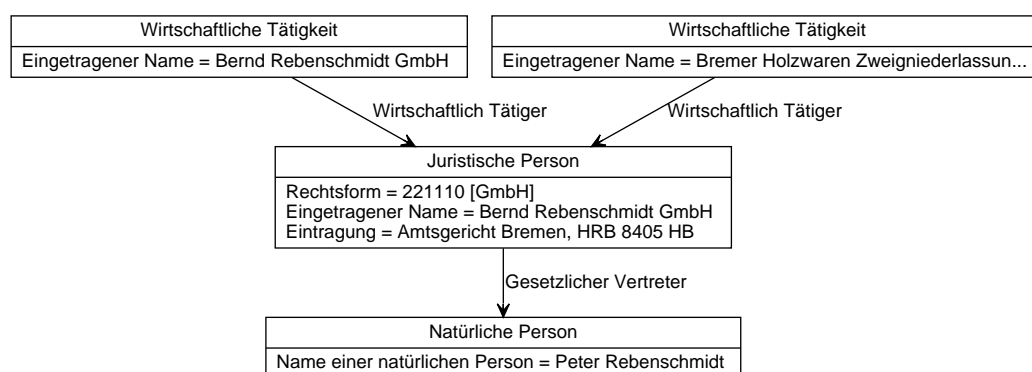 Wirtschaftliche Tätigkeit
Eingetragener Name = Bernd Rebenschmidt GmbH
Wirtschaftliche Tätigkeit
Eingetragener Name = Bremer Holzwaren Zweigniederlassun...
Wirtschaftlich Tätiger
Wirtschaftlich Tätiger
Juristische Person
Rechtsform = 221110 [GmbH]
Eingetragener Name = Bernd Rebenschmidt GmbH
Eintragung = Amtsgericht Bremen, HRB 8405 HB
Gesetzlicher Vertreter
Natürliche Person
Name einer natürlichen Person = Peter Rebenschmidt